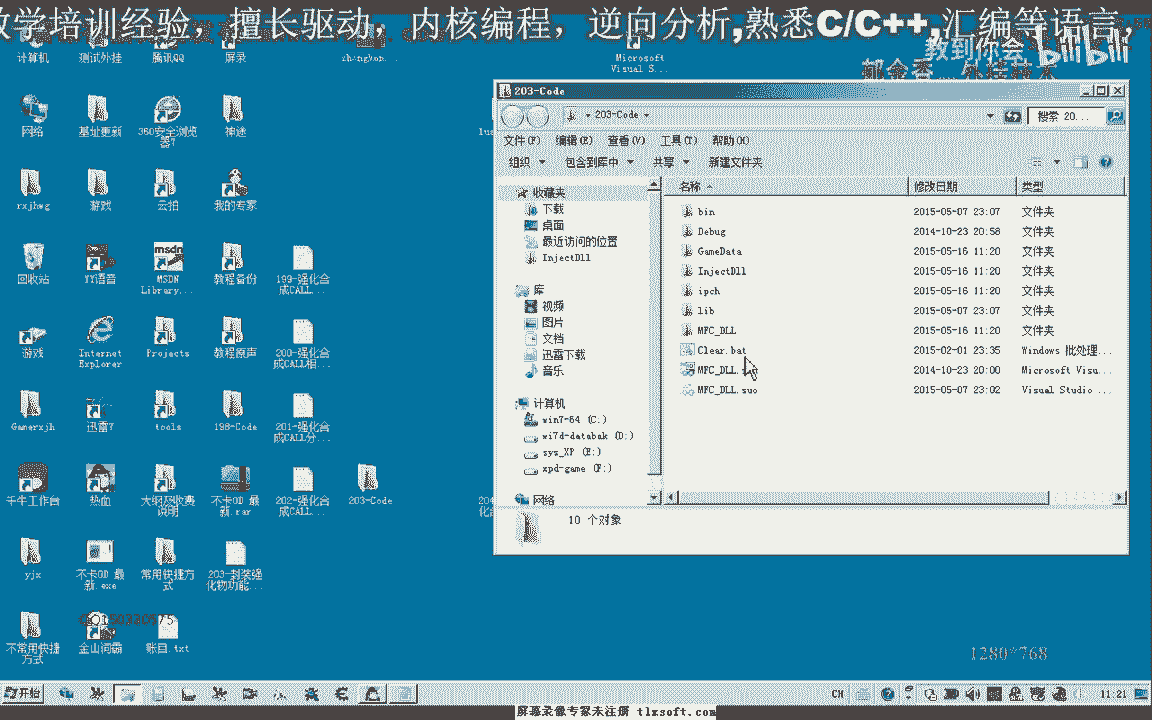 教学培训经验，擅长驱动，内核编程，逆向分析,熟悉C/C++,汇编等语言，
教到你会 bilibili
郁金香 外挂技术
计算机 测试外挂 腾讯QQ 屏录
Microsoft
Visual S...
网络 基址更新 360安全浏览器7 神途
rxjhwg 游戏 云拍 我的专家
回收站 YY语音 MSDN Library... 教程备份 199-强化合成CALL...
游戏 Internet Explorer Projects 教程原声 200-强化合成CALL相...
Gamerxjh 迅雷7 tools 198-Code 201-强化合成CALL分...
千牛工作台 热血 大纲及收费说明 不卡OD 最新.rar 202-强化合成CALL... 203-Code
yjx 不卡OD 最新.exe 常用快捷方式 203-封装强化物功能...
不常用快捷方式 金山词霸 账目.txt
203-Code
203-Code 搜索 20...
文件(F) 编辑(E) 查看(V) 工具(T) 帮助(H)
组织 包含到库中 共享 新建文件夹
收藏夹
下载
桌面
最近访问的位置
InjectDll
库
视频
图片
文档
迅雷下载
音乐
计算机
win7-64 (C:)
wi7d-databak (D:)
sys_XP (E:)
xpd-game (F:)
网络
名称 修改日期 类型
bin 2015-05-07 23:07 文件夹
Debug 2014-10-23 20:58 文件夹
GameData 2015-05-16 11:20 文件夹
InjectDll 2015-05-16 11:20 文件夹
ipch 2015-05-16 11:20 文件夹
lib 2015-05-07 23:07 文件夹
MFC_DLL 2015-05-16 11:20 文件夹
Clear.bat 2015-02-01 23:35 Windows 批处理...
2014-10-23 20:00 Microsoft Visu...
MFC_DLL.suo 2015-05-07 23:02 Visual Studio ...
10 个对象
1280*768
开始 CH 11:21
屏幕录像专家未注册 tlxsoft.com